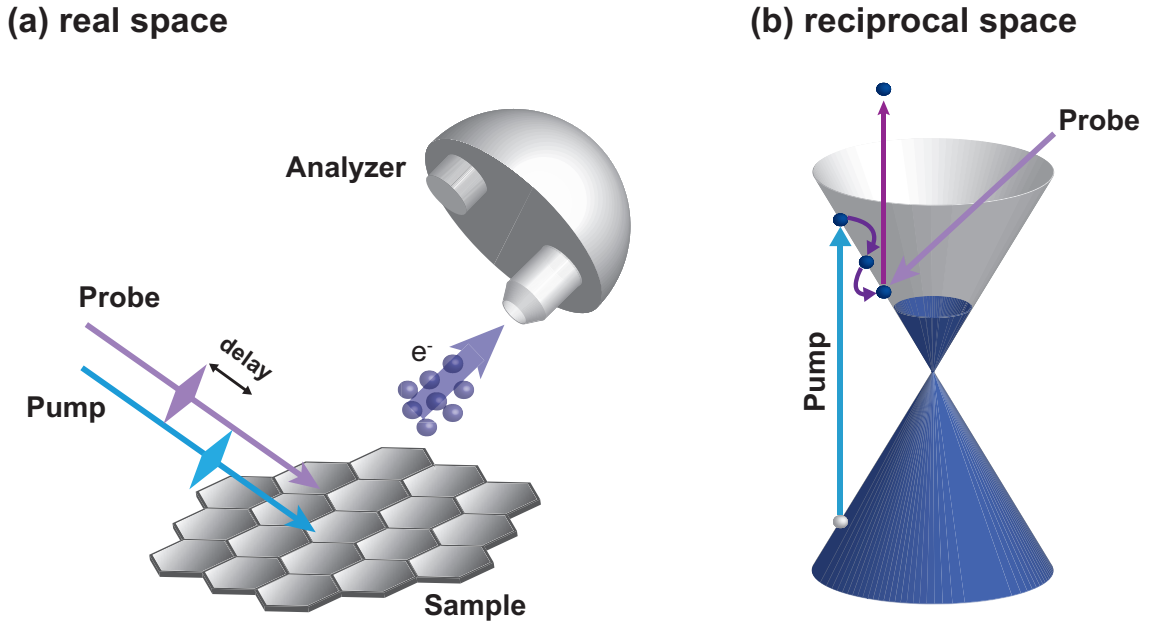 (a) real space
(b) reciprocal space
Analyzer
Probe
Probe
delay
e⁻
Pump
Pump
Sample